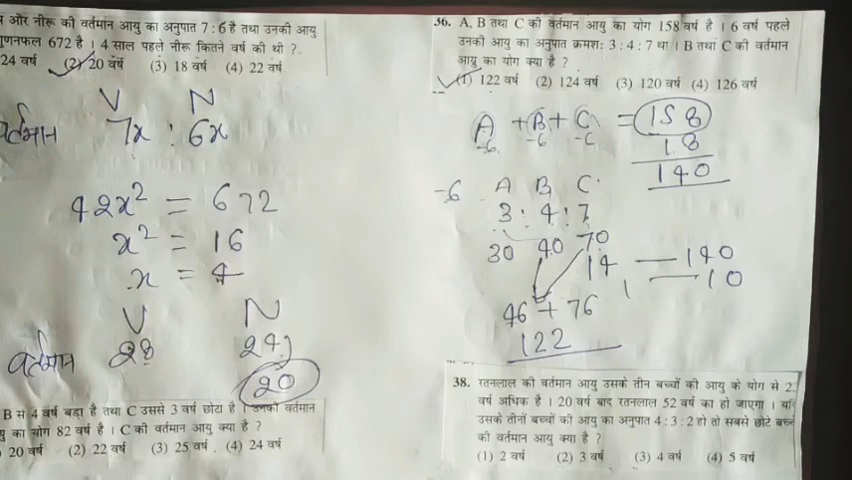 और नीरू की वर्तमान आयु का अनुपात 7 : 6 है तथा उनकी आयु
गुणनफल 672 है । 4 साल पहले नीरू कितने वर्ष की थी ?
24 वर्ष (2) 20 वर्ष (3) 18 वर्ष (4) 22 वर्ष
V N
वर्तमान 7x : 6x
42x² = 672
x² = 16
x = 4
V N
वर्तमान 28 24
20
B से 4 वर्ष बड़ा है तथा C उससे 3 वर्ष छोटा है । उनकी वर्तमान
का योग 82 वर्ष है । C की वर्तमान आयु क्या है ?
20 वर्ष (2) 22 वर्ष (3) 25 वर्ष (4) 24 वर्ष
36. A, B तथा C की वर्तमान आयु का योग 158 वर्ष है । 6 वर्ष पहले
उनकी आयु का अनुपात क्रमशः 3 : 4 : 7 था । B तथा C की वर्तमान
आयु का योग क्या है ?
(1) 122 वर्ष (2) 124 वर्ष (3) 120 वर्ष (4) 126 वर्ष
A + B + C = 158
-6 -6 -6 18
140
-6 A B C
3 : 4 : 7
30 40 70
14 — 140
1 — 10
46 + 76
122
38. रतनलाल की वर्तमान आयु उसके तीन बच्चों की आयु के योग से 2
वर्ष अधिक है । 20 वर्ष बाद रतनलाल 52 वर्ष का हो जाएगा । यदि
उसके तीनों बच्चों की आयु का अनुपात 4 : 3 : 2 हो तो सबसे छोटे बच्चे
की वर्तमान आयु क्या है ?
(1) 2 वर्ष (2) 3 वर्ष (3) 4 वर्ष (4) 5 वर्ष